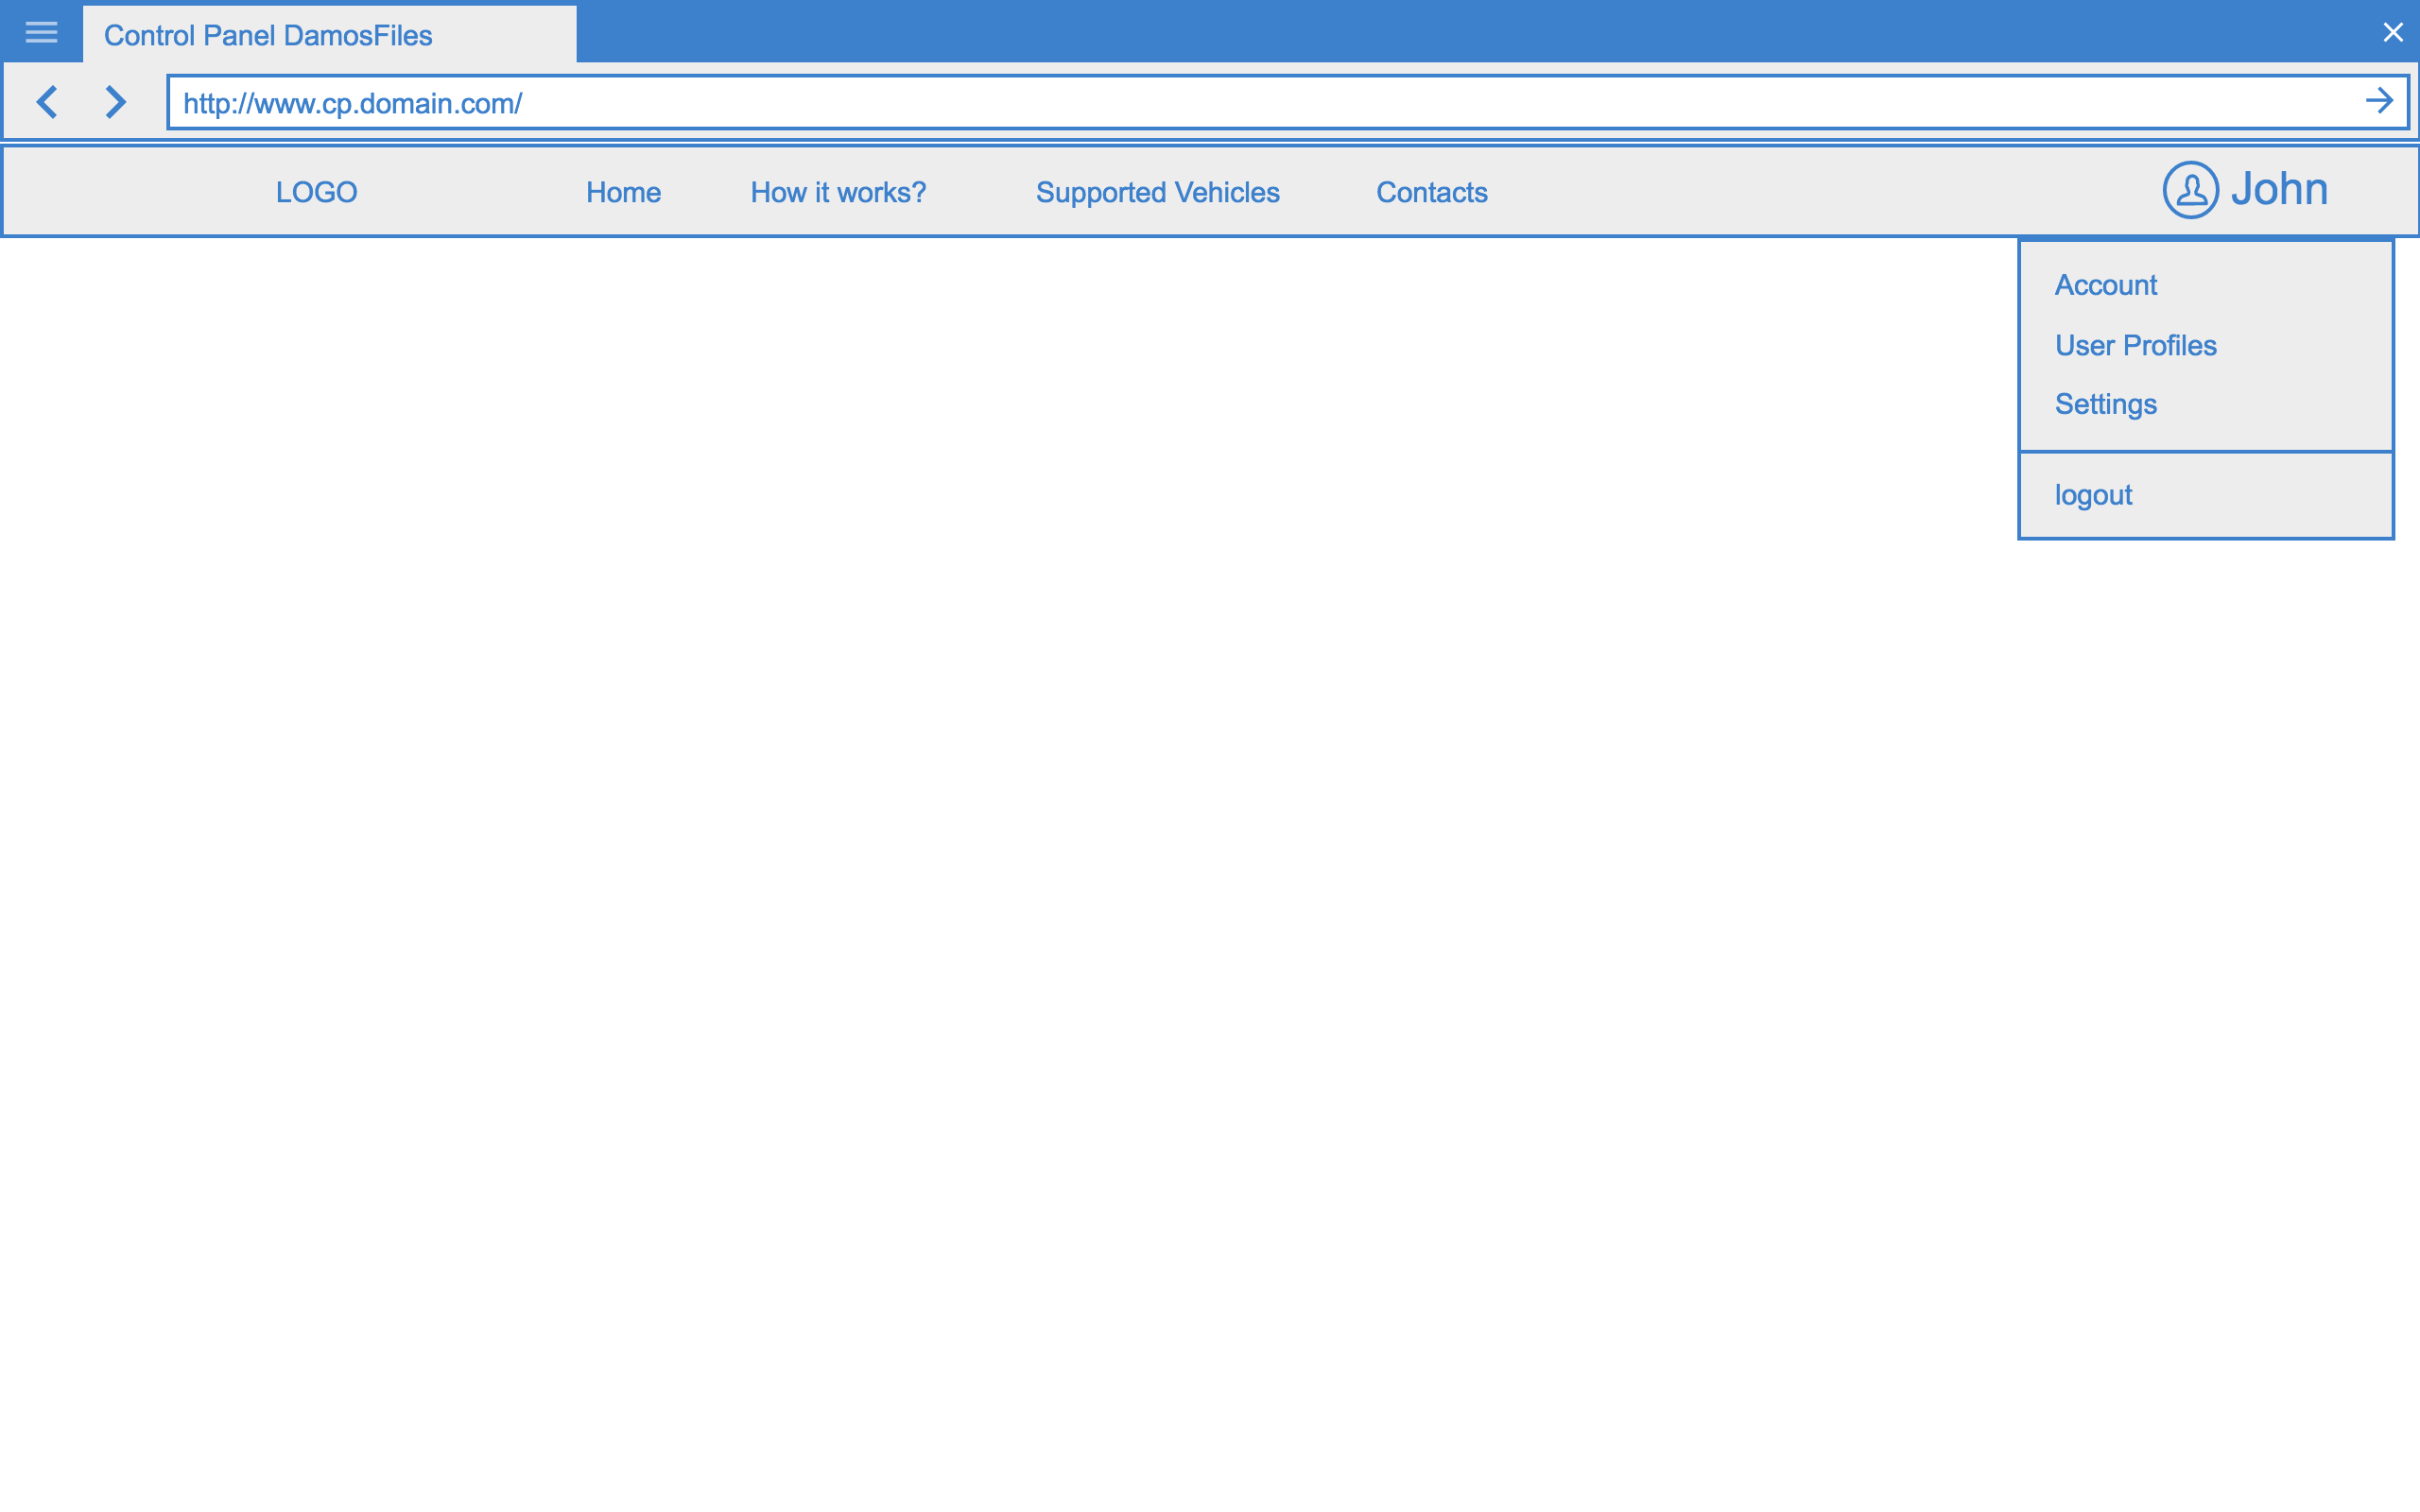 Control Panel DamosFiles
http://www.cp.domain.com/
LOGO Home How it works? Supported Vehicles Contacts John
Account
User Profiles
Settings
logout